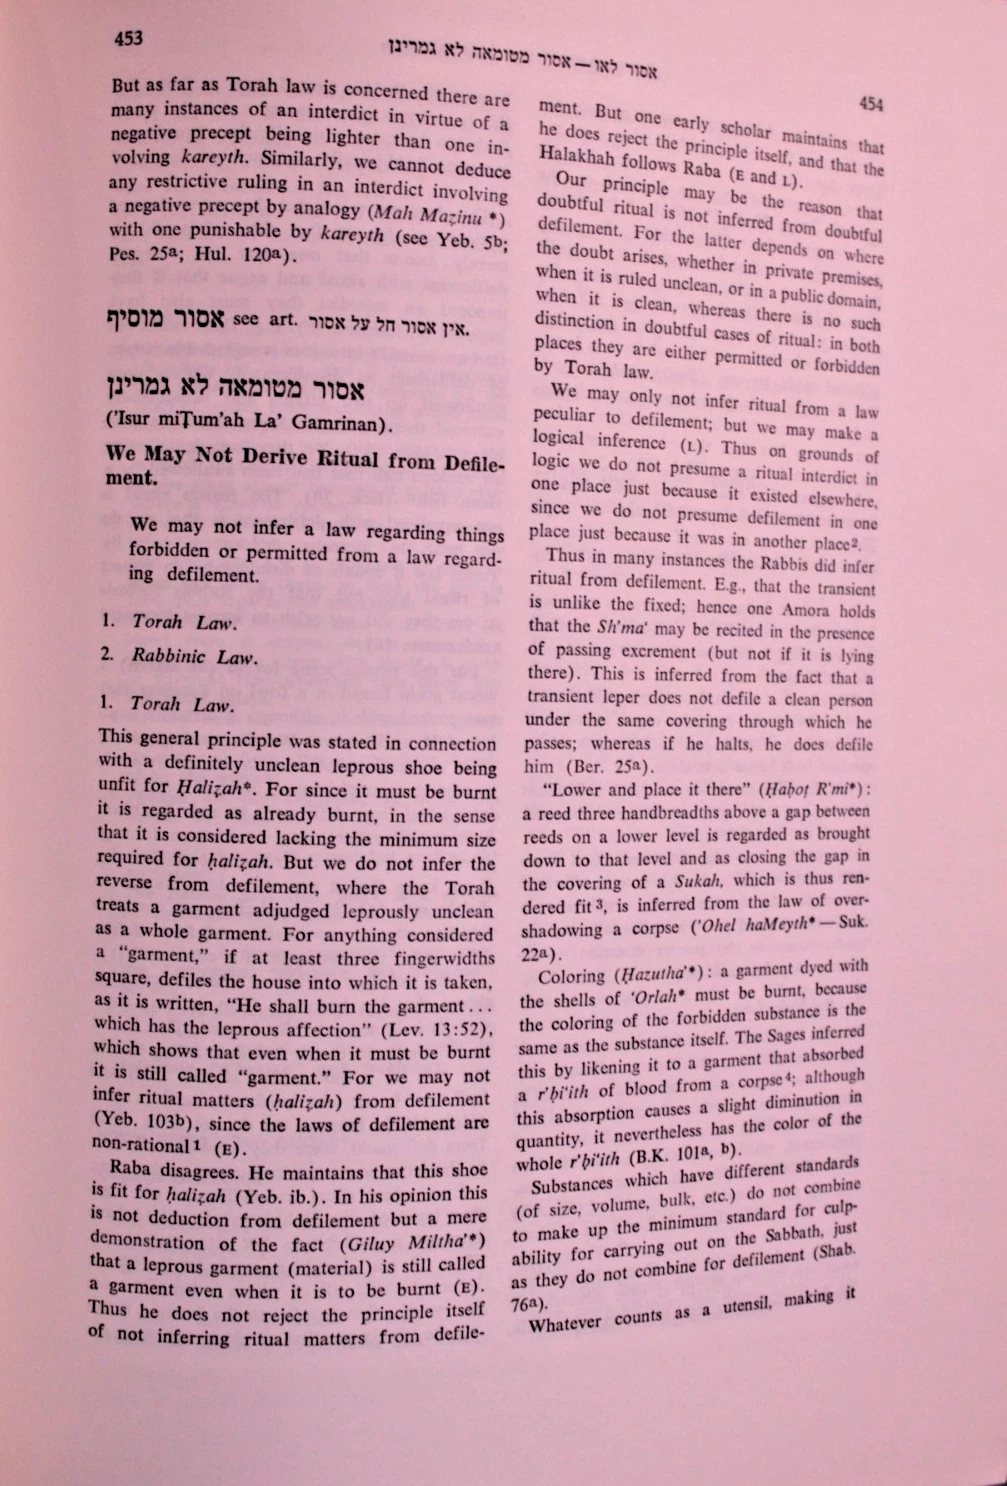 453
אסור לאו — אסור מטומאה לא גמרינן
454
But as far as Torah law is concerned there are
many instances of an interdict in virtue of a
negative precept being lighter than one in-
volving kareyth. Similarly, we cannot deduce
any restrictive ruling in an interdict involving
a negative precept by analogy (Mah Maẓinu *)
with one punishable by kareyth (see Yeb. 5b;
Pes. 25a; Hul. 120a).
אסור מוסיף see art. אין אסור חל על אסור.
אסור מטומאה לא גמרינן
('Isur miṬum'ah La' Gamrinan).
We May Not Derive Ritual from Defile-
ment.
We may not infer a law regarding things
forbidden or permitted from a law regard-
ing defilement.
1. Torah Law.
2. Rabbinic Law.
1. Torah Law.
This general principle was stated in connection
with a definitely unclean leprous shoe being
unfit for Ḥaliẓah*. For since it must be burnt
it is regarded as already burnt, in the sense
that it is considered lacking the minimum size
required for ḥaliẓah. But we do not infer the
reverse from defilement, where the Torah
treats a garment adjudged leprously unclean
as a whole garment. For anything considered
a “garment,” if at least three fingerwidths
square, defiles the house into which it is taken,
as it is written, “He shall burn the garment...
which has the leprous affection” (Lev. 13:52),
which shows that even when it must be burnt
it is still called “garment.” For we may not
infer ritual matters (ḥaliẓah) from defilement
(Yeb. 103b), since the laws of defilement are
non-rational1 (E).
Raba disagrees. He maintains that this shoe
is fit for ḥaliẓah (Yeb. ib.). In his opinion this
is not deduction from defilement but a mere
demonstration of the fact (Giluy Miltha'*)
that a leprous garment (material) is still called
a garment even when it is to be burnt (E).
Thus he does not reject the principle itself
of not inferring ritual matters from defile-
ment. But one early scholar maintains that
he does reject the principle itself, and that the
Halakhah follows Raba (E and L).
Our principle may be the reason that
doubtful ritual is not inferred from doubtful
defilement. For the latter depends on where
the doubt arises, whether in private premises,
when it is ruled unclean, or in a public domain,
when it is clean, whereas there is no such
distinction in doubtful cases of ritual: in both
places they are either permitted or forbidden
by Torah law.
We may only not infer ritual from a law
peculiar to defilement; but we may make a
logical inference (L). Thus on grounds of
logic we do not presume a ritual interdict in
one place just because it existed elsewhere,
since we do not presume defilement in one
place just because it was in another place2.
Thus in many instances the Rabbis did infer
ritual from defilement. E.g., that the transient
is unlike the fixed; hence one Amora holds
that the Sh'ma‘ may be recited in the presence
of passing excrement (but not if it is lying
there). This is inferred from the fact that a
transient leper does not defile a clean person
under the same covering through which he
passes; whereas if he halts, he does defile
him (Ber. 25a).
“Lower and place it there” (Ḥaḅoṭ R'mi*):
a reed three handbreadths above a gap between
reeds on a lower level is regarded as brought
down to that level and as closing the gap in
the covering of a Sukah, which is thus ren-
dered fit3, is inferred from the law of over-
shadowing a corpse ('Ohel haMeyth* — Suk.
22a).
Coloring (Ḥazutha'*): a garment dyed with
the shells of ‘Orlah* must be burnt, because
the coloring of the forbidden substance is the
same as the substance itself. The Sages inferred
this by likening it to a garment that absorbed
a r'ḅi‘ith of blood from a corpse4; although
this absorption causes a slight diminution in
quantity, it nevertheless has the color of the
whole r'ḅi‘ith (B.K. 101a, b).
Substances which have different standards
(of size, volume, bulk, etc.) do not combine
to make up the minimum standard for culp-
ability for carrying out on the Sabbath, just
as they do not combine for defilement (Shab.
76a).
Whatever counts as a utensil, making it